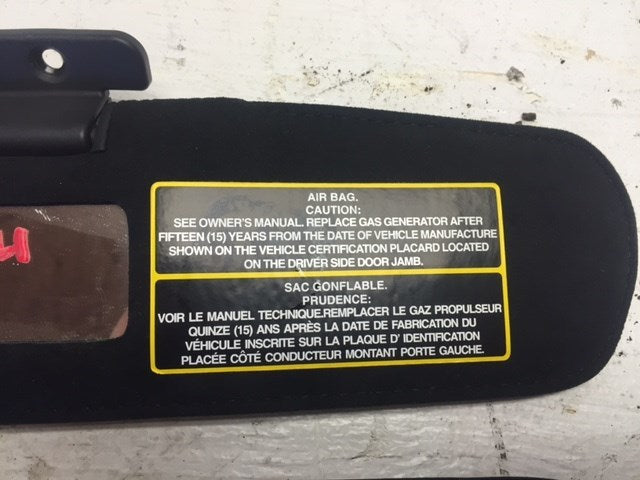 AIR BAG.
CAUTION:
SEE OWNER'S MANUAL. REPLACE GAS GENERATOR AFTER
FIFTEEN (15) YEARS FROM THE DATE OF VEHICLE MANUFACTURE
SHOWN ON THE VEHICLE CERTIFICATION PLACARD LOCATED
ON THE DRIVER SIDE DOOR JAMB.
SAC GONFLABLE.
PRUDENCE:
VOIR LE MANUEL TECHNIQUE.REMPLACER LE GAZ PROPULSEUR
QUINZE (15) ANS APRÈS LA DATE DE FABRICATION DU
VÉHICULE INSCRITE SUR LA PLAQUE D' IDENTIFICATION
PLACÉE CÔTÉ CONDUCTEUR MONTANT PORTE GAUCHE.